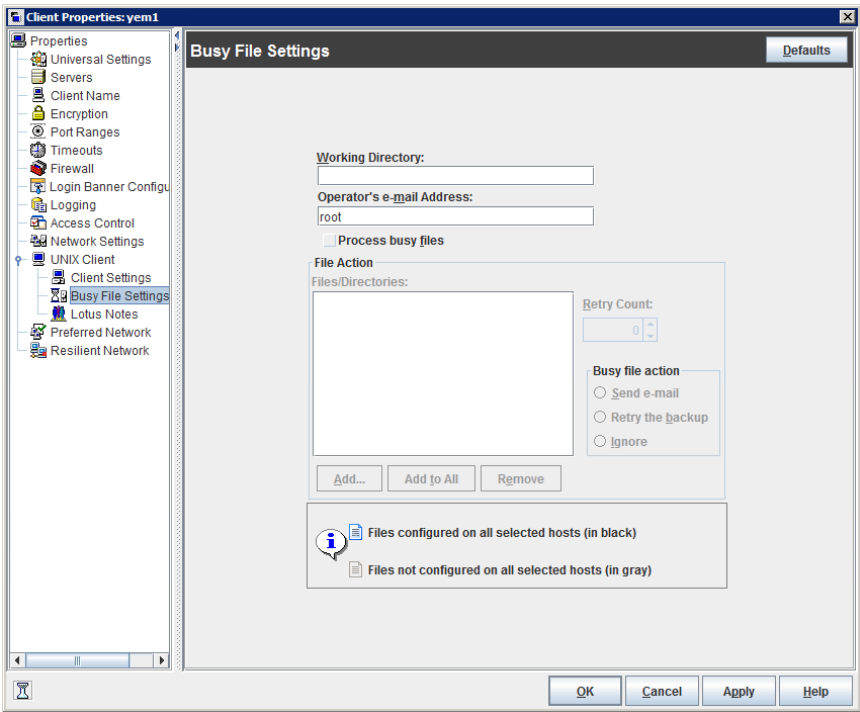 Client Properties: yem1
Properties
Universal Settings
Servers
Client Name
Encryption
Port Ranges
Timeouts
Firewall
Login Banner Configu
Logging
Access Control
Network Settings
UNIX Client
Client Settings
Busy File Settings
Lotus Notes
Preferred Network
Resilient Network
Busy File Settings
Defaults
Working Directory:
Operator's e-mail Address:
root
Process busy files
File Action
Files/Directories:
Retry Count:
0
Busy file action
Send e-mail
Retry the backup
Ignore
Add... Add to All Remove
Files configured on all selected hosts (in black)
Files not configured on all selected hosts (in gray)
OK Cancel Apply Help